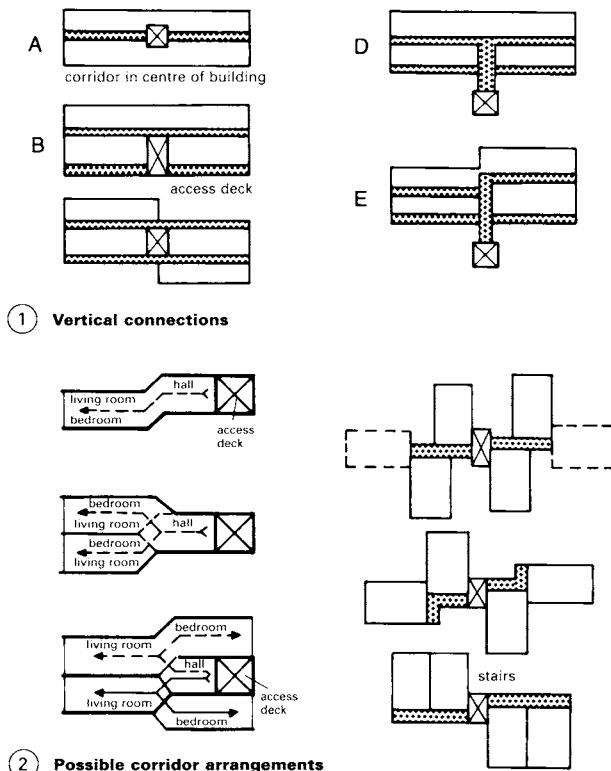 A
corridor in centre of building
B
access deck
D
E
1 Vertical connections
living room
bedroom
hall
access
deck
bedroom
living room
bedroom
living room
hall
bedroom
living room
hall
living room
bedroom
access
deck
stairs
2 Possible corridor arrangements